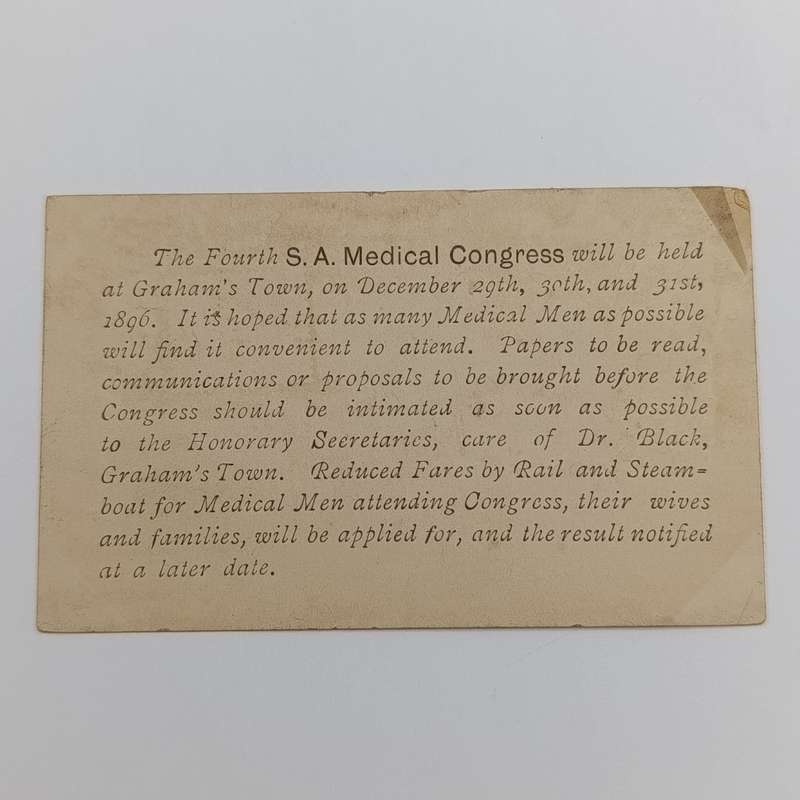 The Fourth S. A. Medical Congress will be held
at Graham's Town, on December 29th, 30th, and 31st,
1896. It is hoped that as many Medical Men as possible
will find it convenient to attend. Papers to be read,
communications or proposals to be brought before the
Congress should be intimated as soon as possible
to the Honorary Secretaries, care of Dr. Black,
Graham's Town. Reduced Fares by Rail and Steam=
boat for Medical Men attending Congress, their wives
and families, will be applied for, and the result notified
at a later date.